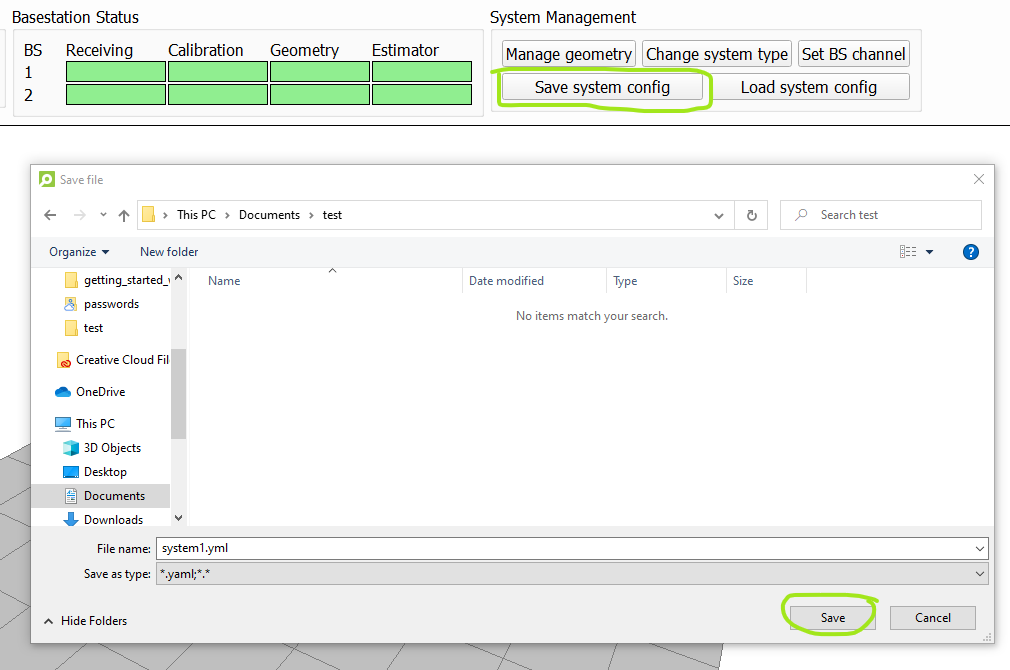 Basestation Status
System Management
BS Receiving Calibration Geometry Estimator
1
2
Manage geometry Change system type Set BS channel
Save system config Load system config
Save file
This PC Documents test
Search test
Organize New folder
getting_started_
passwords
test
Creative Cloud Fil
OneDrive
This PC
3D Objects
Desktop
Documents
Downloads
Name Date modified Type Size
No items match your search.
File name: system1.yml
Save as type: *.yaml;*.*
Hide Folders
Save Cancel